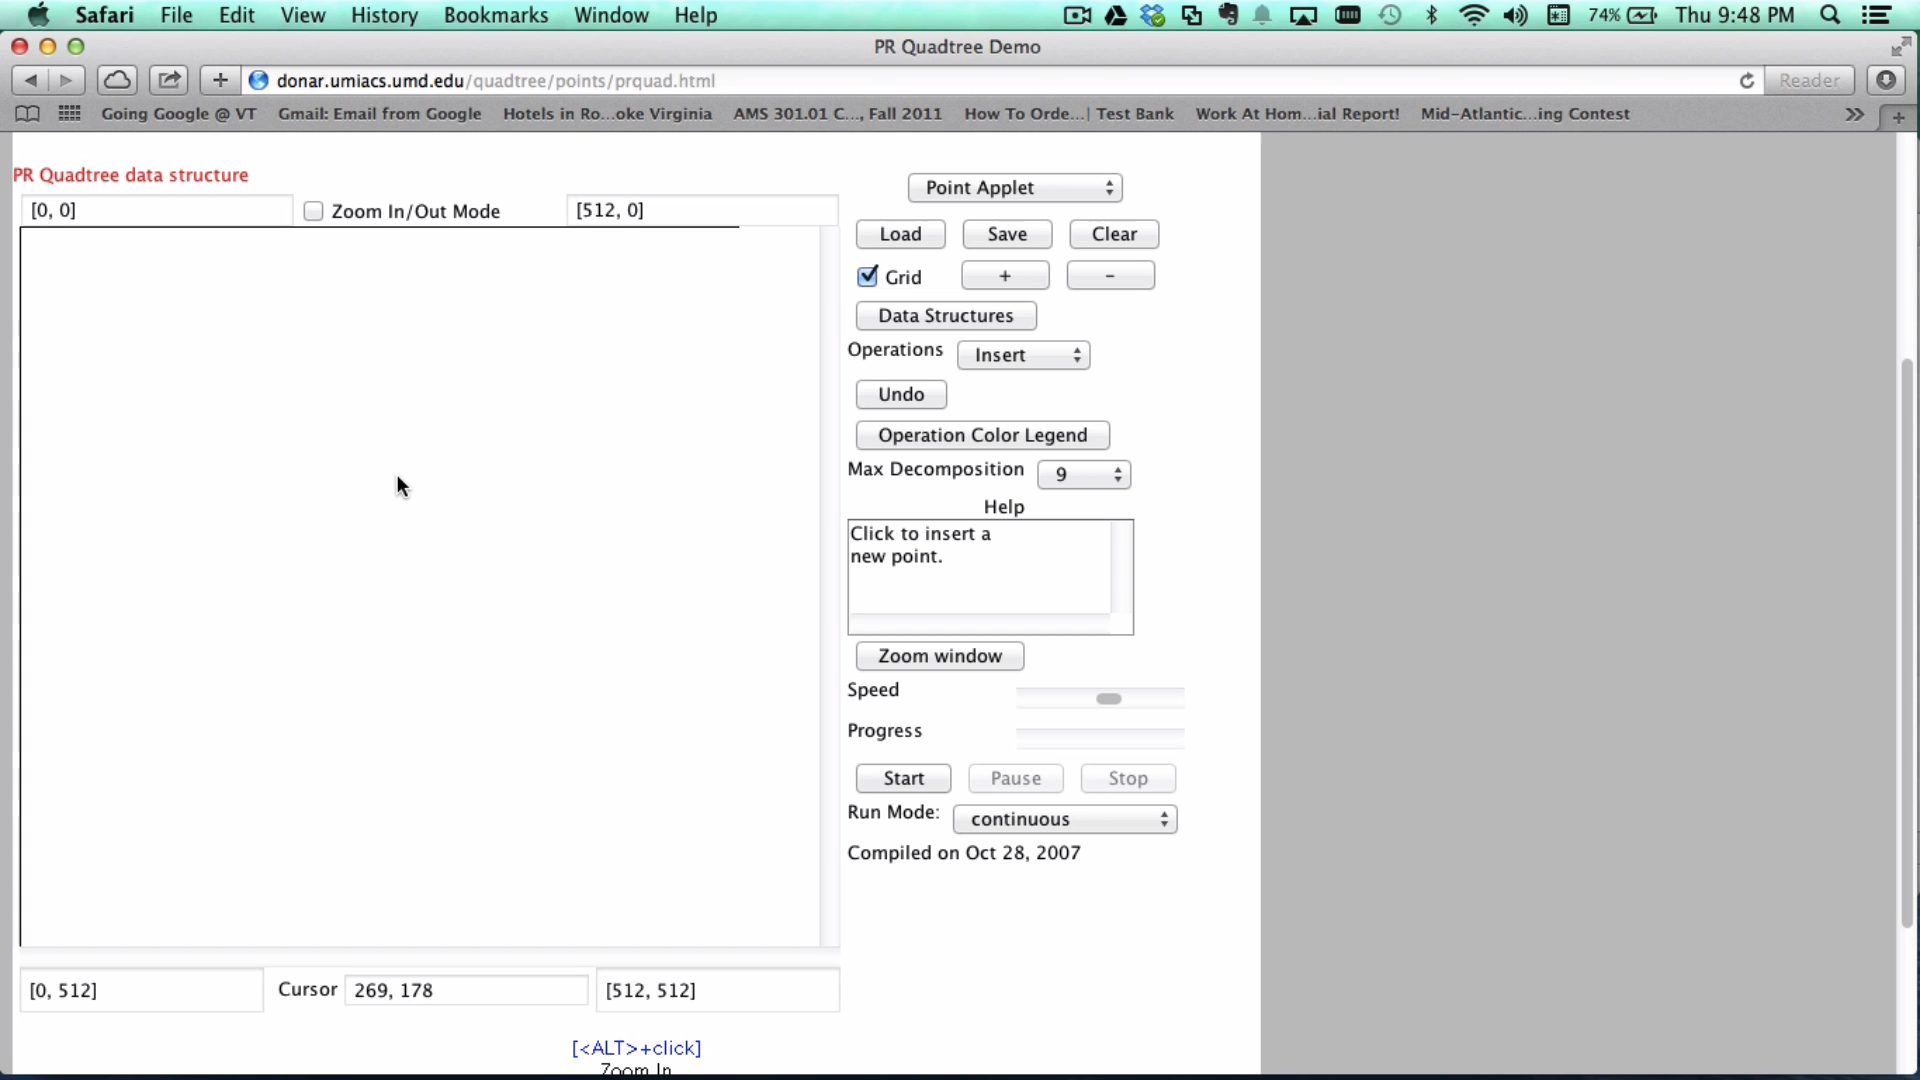 Safari File Edit View History Bookmarks Window Help 74% Thu 9:48 PM
PR Quadtree Demo
donar.umiacs.umd.edu/quadtree/points/prquad.html Reader
Going Google @ VT Gmail: Email from Google Hotels in Ro...oke Virginia AMS 301.01 C..., Fall 2011 How To Orde...| Test Bank Work At Hom...ial Report! Mid-Atlantic...ing Contest
PR Quadtree data structure
Point Applet
[0, 0] Zoom In/Out Mode [512, 0]
Load Save Clear
Grid + -
Data Structures
Operations Insert
Undo
Operation Color Legend
Max Decomposition 9
Help
Click to insert a
new point.
Zoom window
Speed
Progress
Start Pause Stop
Run Mode: continuous
Compiled on Oct 28, 2007
[0, 512] Cursor 269, 178 [512, 512]
[<ALT>+click]
Zoom In